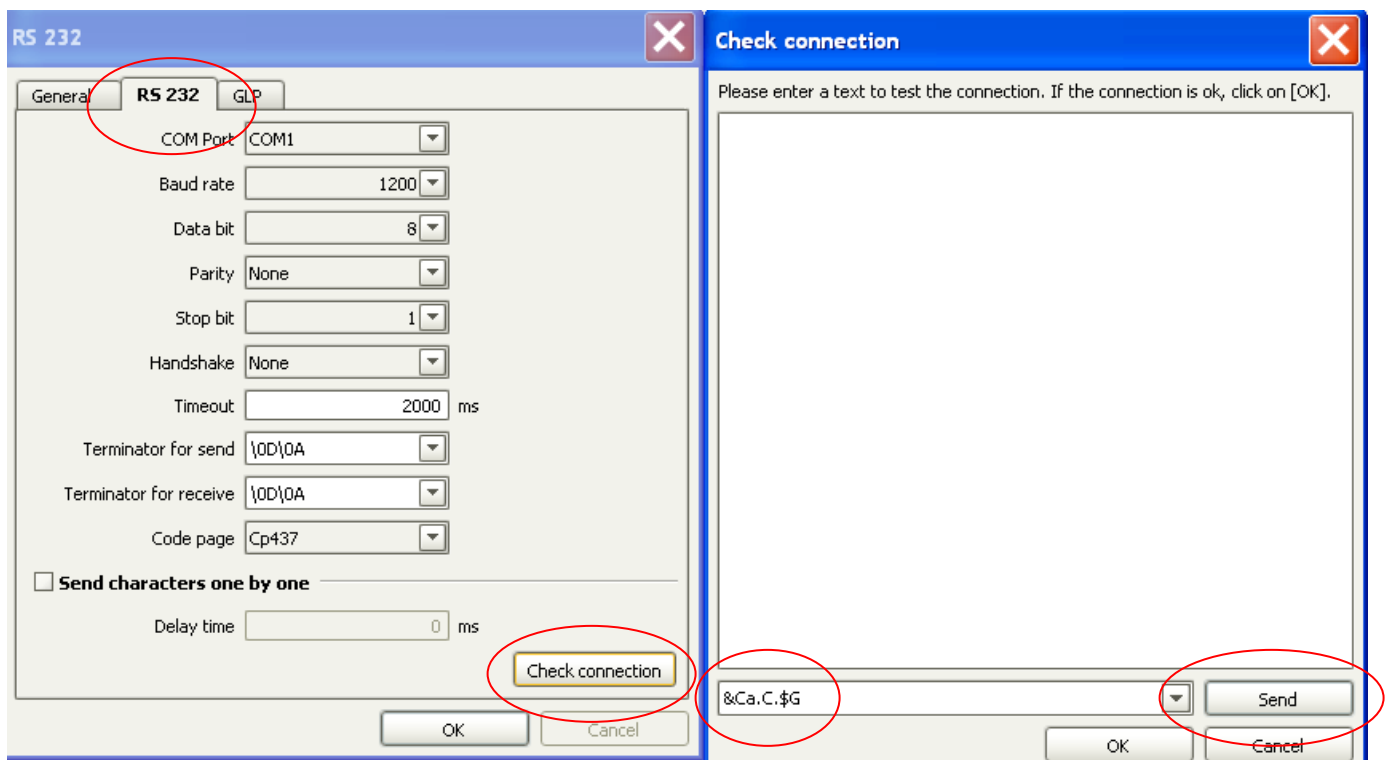 RS 232
General RS 232 GLP
COM Port COM1
Baud rate 1200
Data bit 8
Parity None
Stop bit 1
Handshake None
Timeout 2000 ms
Terminator for send \0D\0A
Terminator for receive \0D\0A
Code page Cp437
Send characters one by one
Delay time 0 ms
Check connection
OK Cancel
Check connection
Please enter a text to test the connection. If the connection is ok, click on [OK].
&Ca.C.$G Send
OK Cancel